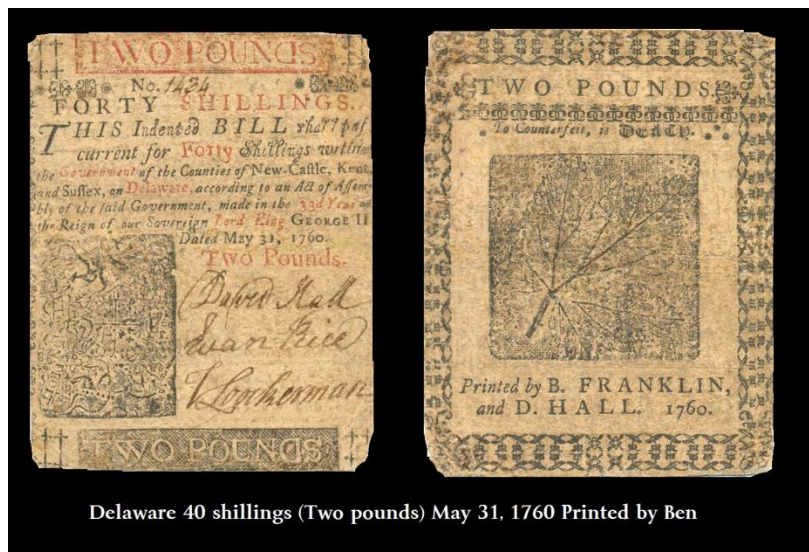 TWO POUNDS
No. 1434
FORTY SHILLINGS.
THIS Indented BILL shall pass
current for Forty Shillings within
the Government of the Counties of New-Castle, Kent,
and Sussex, on Delaware, according to an Act of Assem-
bly of the said Government, made in the 33d Year of
the Reign of our Sovereign Lord King GEORGE II
Dated May 31, 1760.
Two Pounds.
David Hall
Evan Rice
TWO POUNDS
TWO POUNDS
To Counterfeit, is DEATH.
Printed by B. FRANKLIN,
and D. HALL. 1760.
Delaware 40 shillings (Two pounds) May 31, 1760 Printed by Ben